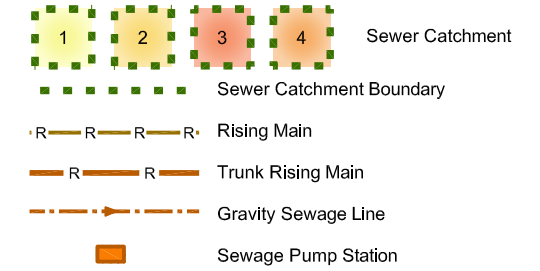 1 2 3 4 Sewer Catchment
Sewer Catchment Boundary
R R R R Rising Main
R R Trunk Rising Main
Gravity Sewage Line
Sewage Pump Station